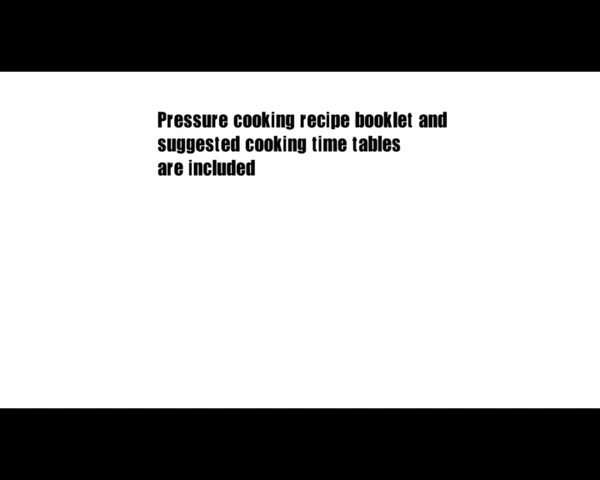 Pressure cooking recipe booklet and
suggested cooking time tables
are included